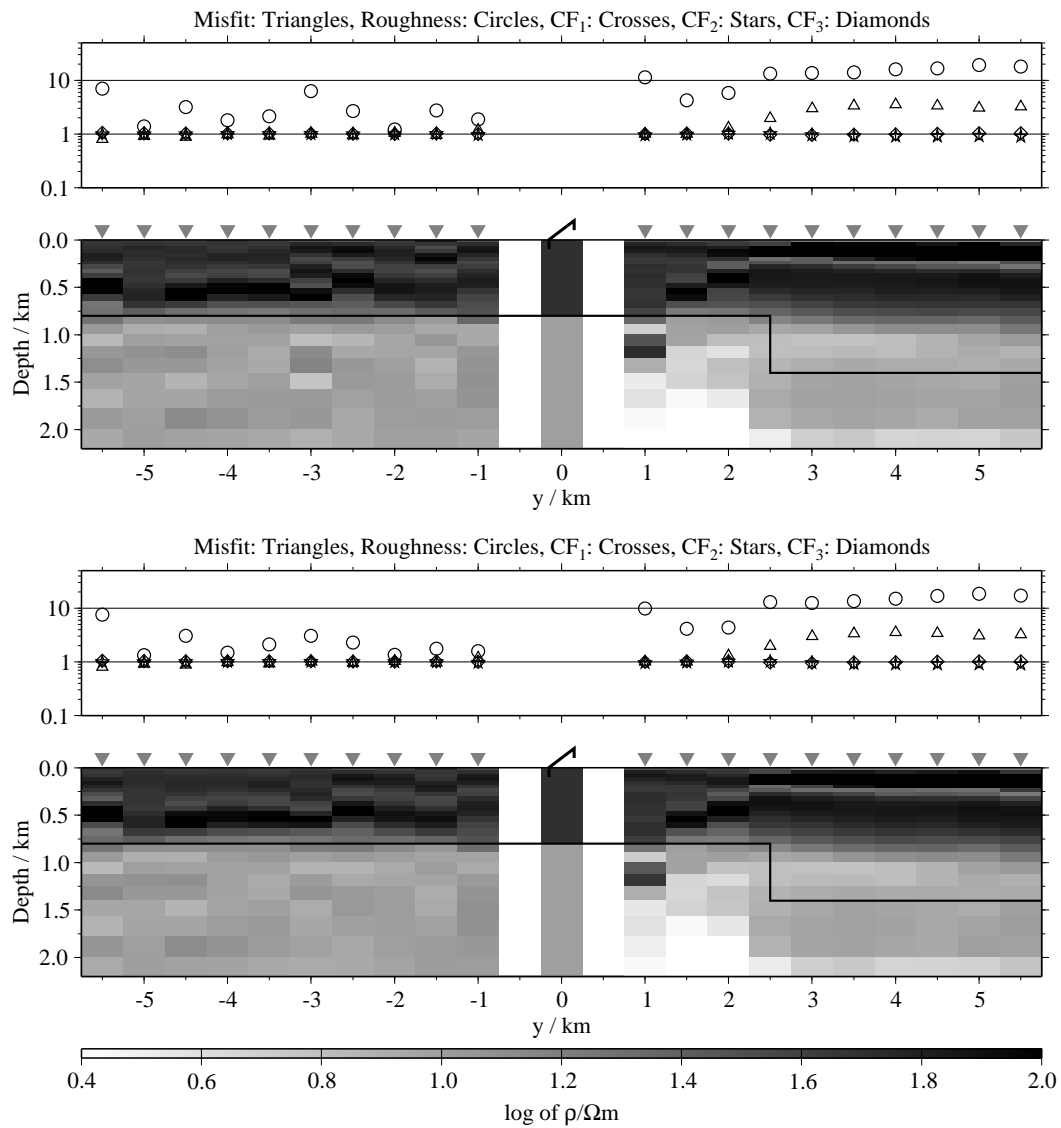 Misfit: Triangles, Roughness: Circles, CF₁: Crosses, CF₂: Stars, CF₃: Diamonds
10
1
0.1
0.0
0.5
1.0
1.5
2.0
Depth / km
-5 -4 -3 -2 -1 0 1 2 3 4 5
y / km
Misfit: Triangles, Roughness: Circles, CF₁: Crosses, CF₂: Stars, CF₃: Diamonds
10
1
0.1
0.0
0.5
1.0
1.5
2.0
Depth / km
-5 -4 -3 -2 -1 0 1 2 3 4 5
y / km
0.4 0.6 0.8 1.0 1.2 1.4 1.6 1.8 2.0
log of ρ/Ωm